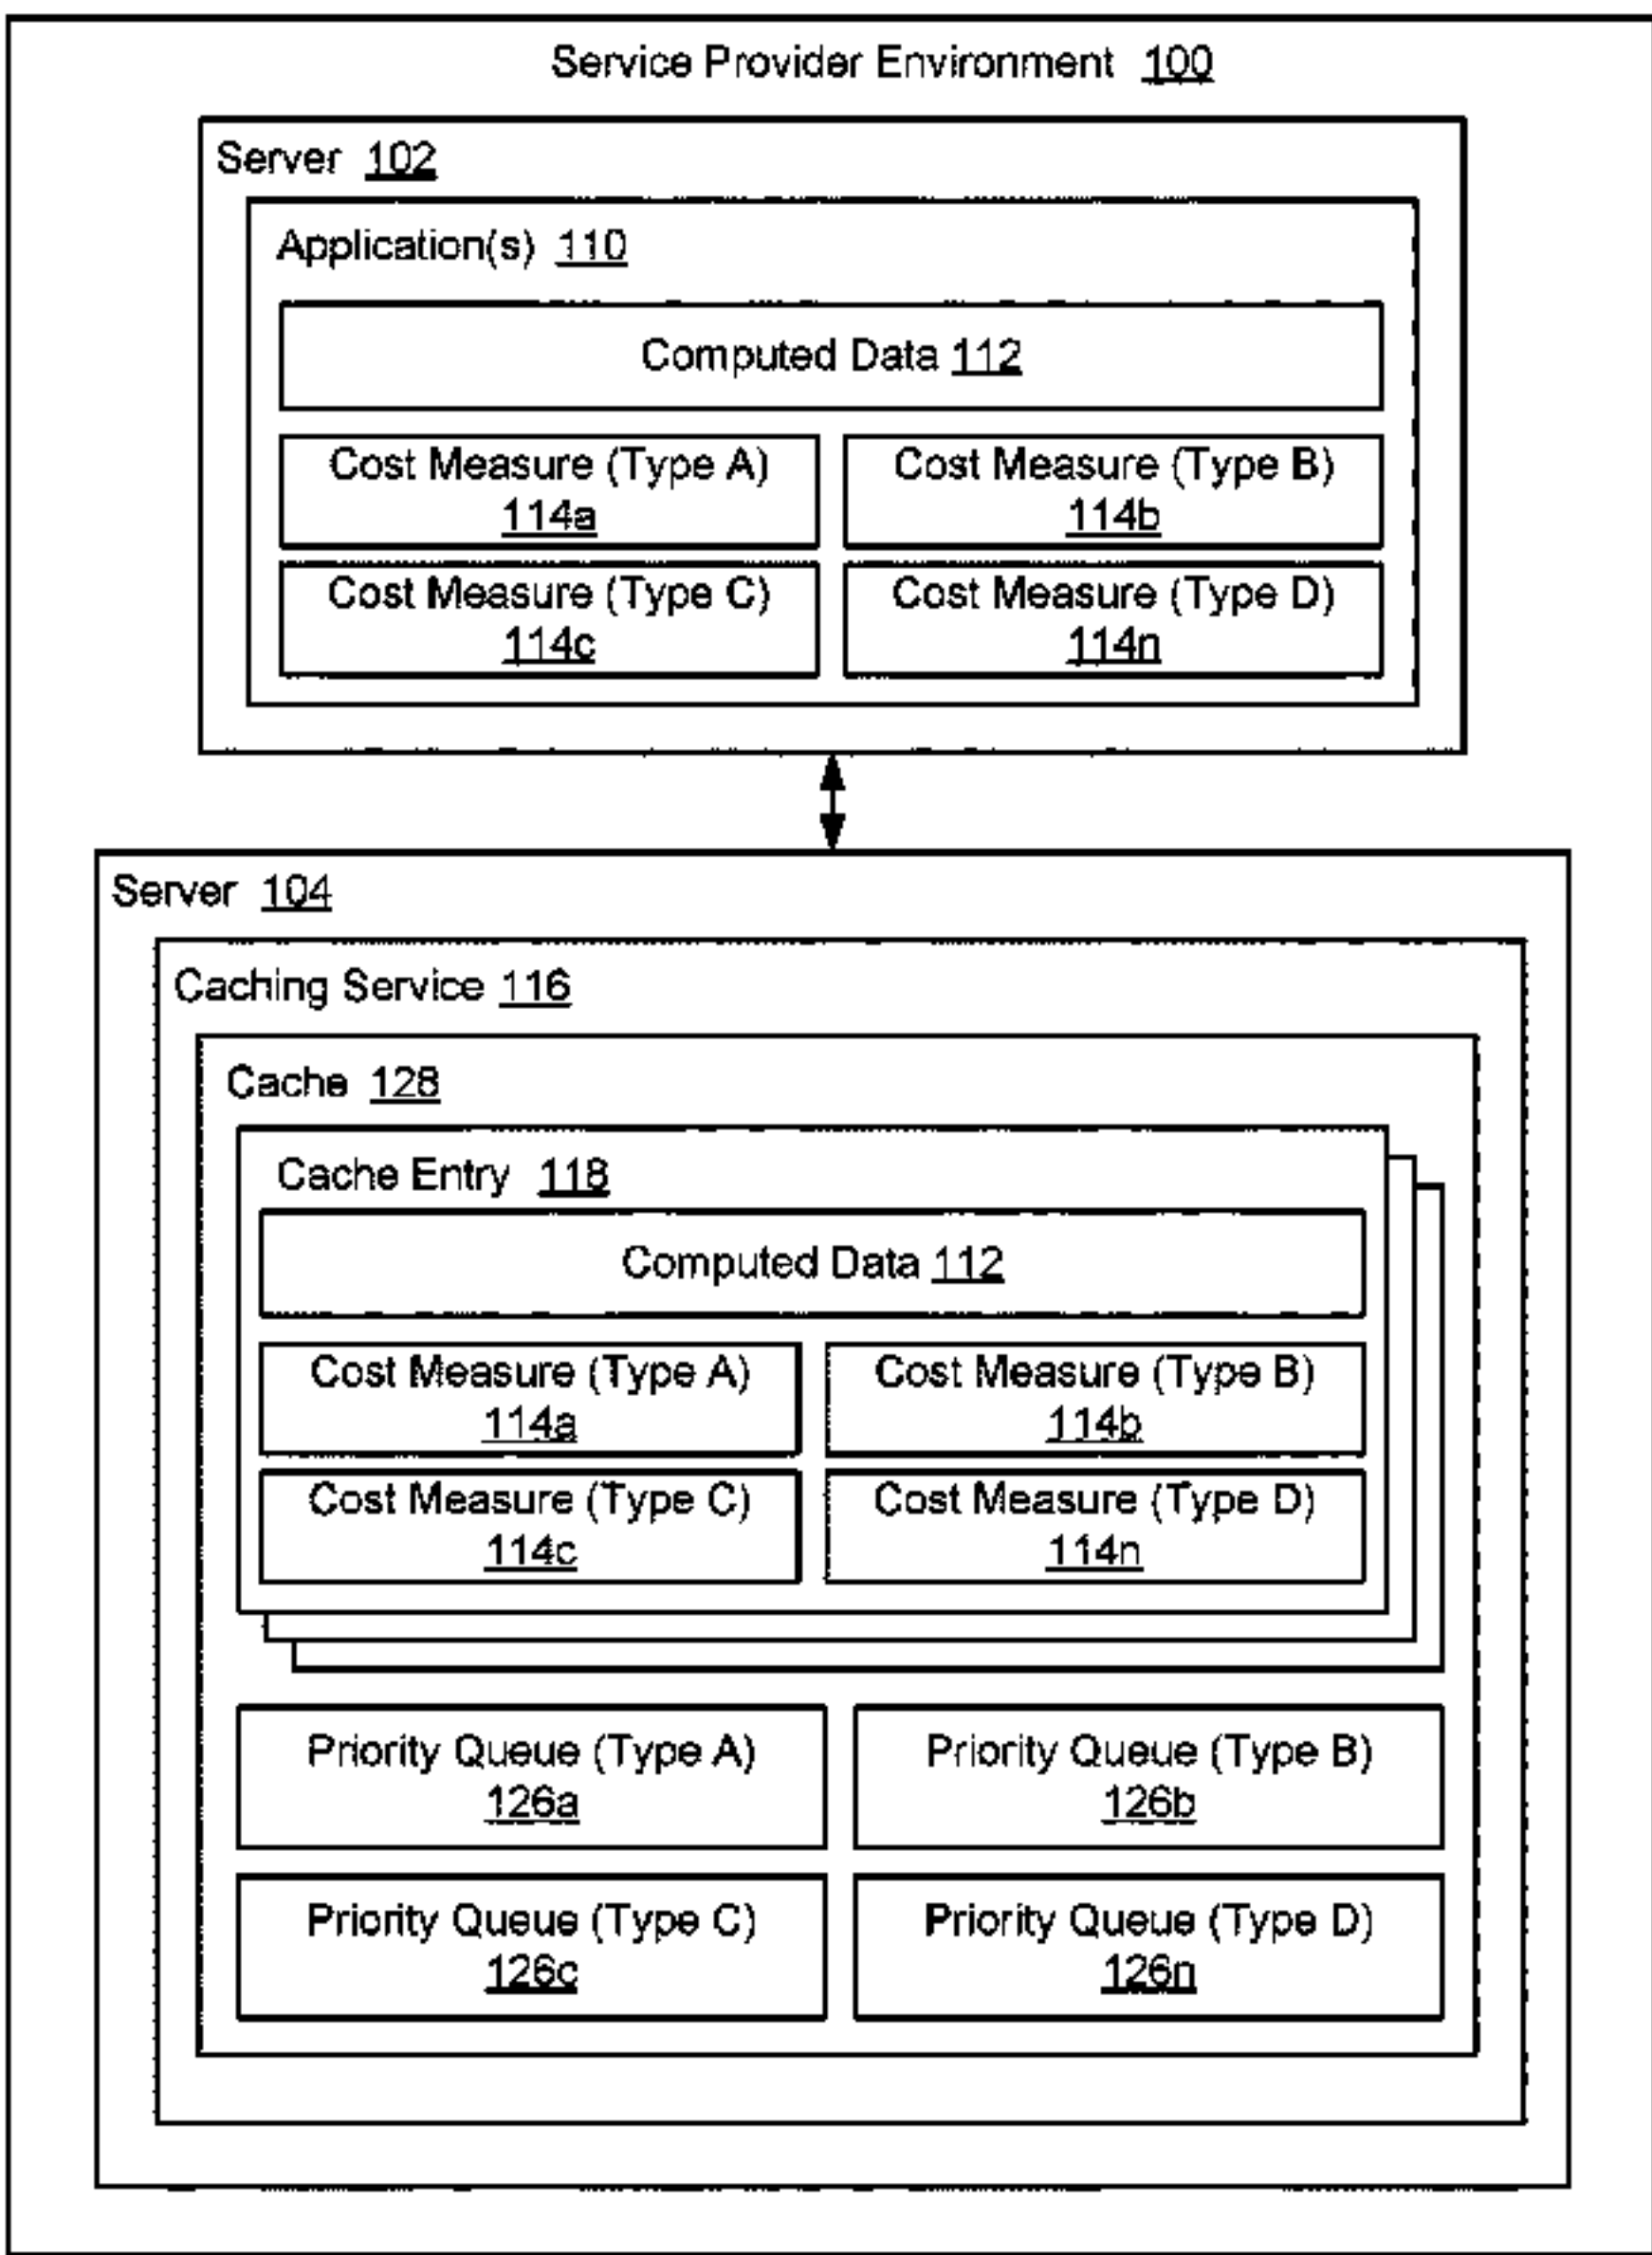 Service Provider Environment 100
Server 102
Application(s) 110
Computed Data 112
Cost Measure (Type A)
114a
Cost Measure (Type B)
114b
Cost Measure (Type C)
114c
Cost Measure (Type D)
114n
Server 104
Caching Service 116
Cache 128
Cache Entry 118
Computed Data 112
Cost Measure (Type A)
114a
Cost Measure (Type B)
114b
Cost Measure (Type C)
114c
Cost Measure (Type D)
114n
Priority Queue (Type A)
126a
Priority Queue (Type B)
126b
Priority Queue (Type C)
126c
Priority Queue (Type D)
126n